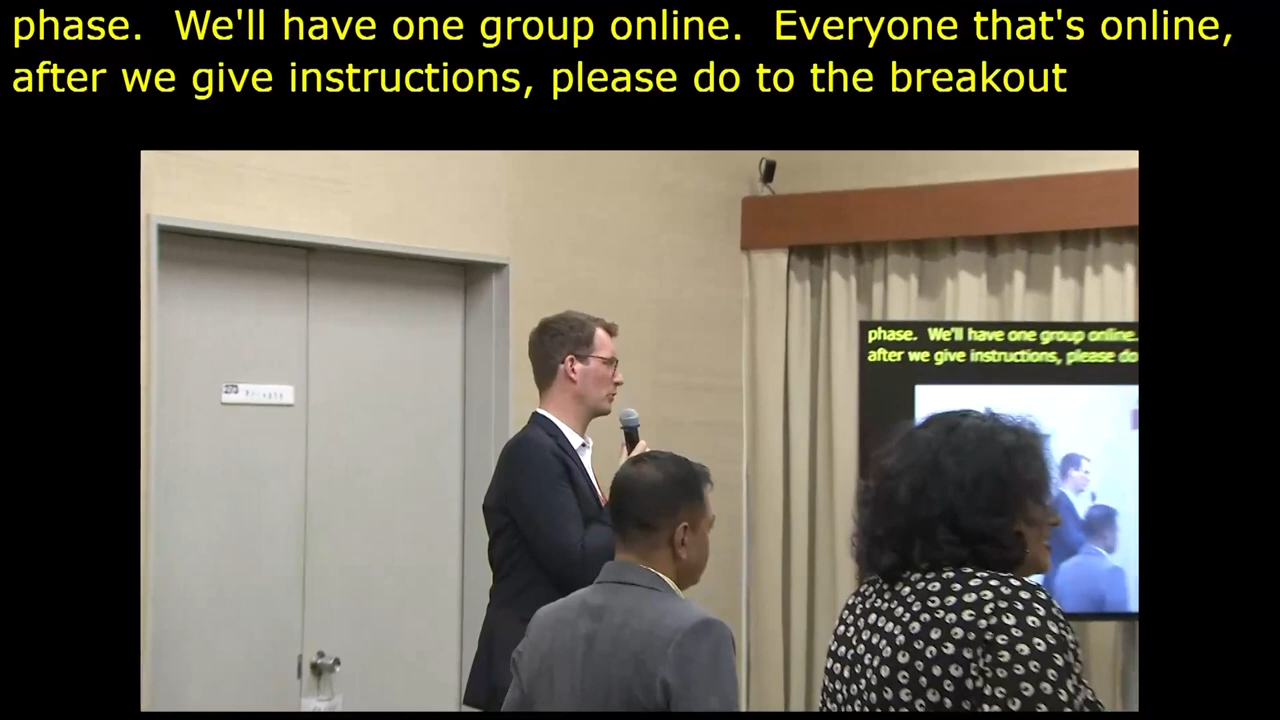 phase.  We'll have one group online.  Everyone that's online,
after we give instructions, please do to the breakout
Private
phase.  We'll have one group online.
after we give instructions, please do